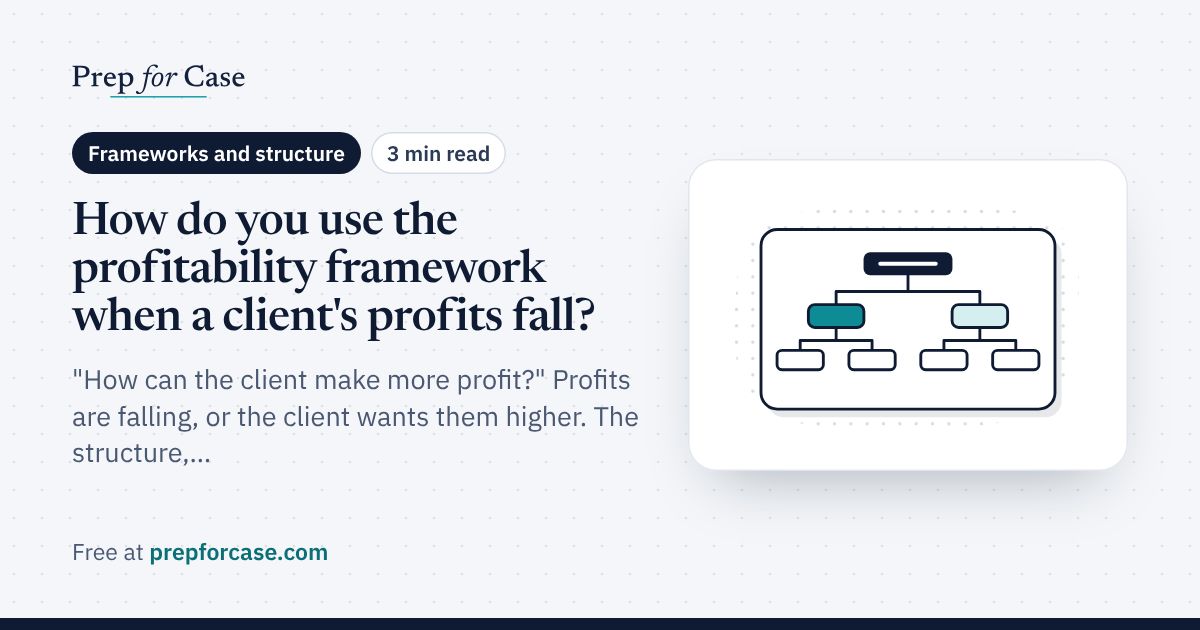 Prep for Case
Frameworks and structure
3 min read
How do you use the
profitability framework
when a client's profits fall?
"How can the client make more profit?" Profits
are falling, or the client wants them higher. The
structure,...
Free at prepforcase.com